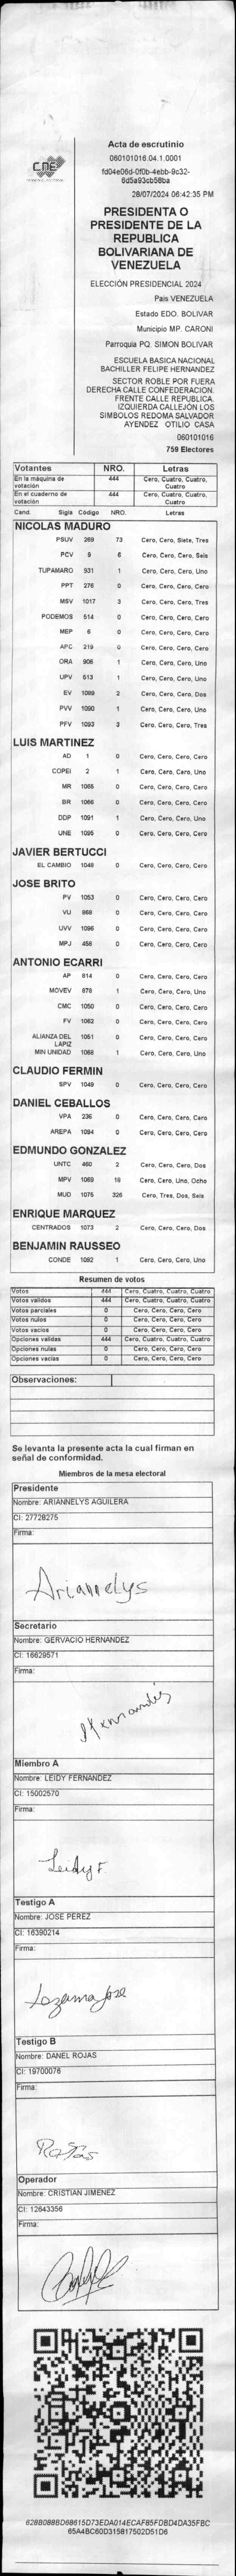 Acta de escrutinio
060101016.04.1.0001
fd04e06d-0f0b-4ebb-9c32-
6d5a93cb58ba
28/07/2024 06:42:35 PM
CNE
PRESIDENTA O
PRESIDENTE DE LA
REPUBLICA
BOLIVARIANA DE
VENEZUELA
ELECCIÓN PRESIDENCIAL 2024
Pais VENEZUELA
Estado EDO. BOLIVAR
Municipio MP. CARONI
Parroquia PQ. SIMON BOLIVAR
ESCUELA BASICA NACIONAL
BACHILLER FELIPE HERNANDEZ
SECTOR ROBLE POR FUERA
DERECHA CALLE CONFEDERACION.
FRENTE CALLE REPUBLICA.
IZQUIERDA CALLEJON LOS
SIMBOLOS REDOMA SALVADOR
AYENDEZ OTILIO CASA
060101016
759 Electores
Votantes NRO. Letras
En la máquina de votación 444 Cero, Cuatro, Cuatro, Cuatro
En el cuaderno de votación 444 Cero, Cuatro, Cuatro, Cuatro
Cand. Sigla Código NRO. Letras
NICOLAS MADURO
PSUV 269 73 Cero, Cero, Siete, Tres
PCV 9 6 Cero, Cero, Cero, Seis
TUPAMARO 931 1 Cero, Cero, Cero, Uno
PPT 276 0 Cero, Cero, Cero, Cero
MSV 1017 3 Cero, Cero, Cero, Tres
PODEMOS 514 0 Cero, Cero, Cero, Cero
MEP 6 0 Cero, Cero, Cero, Cero
APC 219 0 Cero, Cero, Cero, Cero
ORA 906 1 Cero, Cero, Cero, Uno
UPV 613 1 Cero, Cero, Cero, Uno
EV 1089 2 Cero, Cero, Cero, Dos
PVV 1090 1 Cero, Cero, Cero, Uno
PFV 1093 3 Cero, Cero, Cero, Tres
LUIS MARTINEZ
AD 1 0 Cero, Cero, Cero, Cero
COPEI 2 1 Cero, Cero, Cero, Uno
MR 1065 0 Cero, Cero, Cero, Cero
BR 1066 0 Cero, Cero, Cero, Cero
DDP 1091 1 Cero, Cero, Cero, Uno
UNE 1095 0 Cero, Cero, Cero, Cero
JAVIER BERTUCCI
EL CAMBIO 1048 0 Cero, Cero, Cero, Cero
JOSE BRITO
PV 1053 0 Cero, Cero, Cero, Cero
VU 868 0 Cero, Cero, Cero, Cero
UVV 1096 0 Cero, Cero, Cero, Cero
MPJ 456 0 Cero, Cero, Cero, Cero
ANTONIO ECARRI
AP 614 0 Cero, Cero, Cero, Cero
MOVEV 878 1 Cero, Cero, Cero, Uno
CMC 1050 0 Cero, Cero, Cero, Cero
FV 1062 0 Cero, Cero, Cero, Cero
ALIANZA DEL LAPIZ 1051 0 Cero, Cero, Cero, Cero
MIN UNIDAD 1068 1 Cero, Cero, Cero, Uno
CLAUDIO FERMIN
SPV 1049 0 Cero, Cero, Cero, Cero
DANIEL CEBALLOS
VPA 236 0 Cero, Cero, Cero, Cero
AREPA 1094 0 Cero, Cero, Cero, Cero
EDMUNDO GONZALEZ
UNTC 460 2 Cero, Cero, Cero, Dos
MPV 1069 18 Cero, Cero, Uno, Ocho
MUD 1075 326 Cero, Tres, Dos, Seis
ENRIQUE MARQUEZ
CENTRADOS 1073 2 Cero, Cero, Cero, Dos
BENJAMIN RAUSSEO
CONDE 1092 1 Cero, Cero, Cero, Uno
Resumen de votos
Votos 444 Cero, Cuatro, Cuatro, Cuatro
Votos validos 444 Cero, Cuatro, Cuatro, Cuatro
Votos parciales 0 Cero, Cero, Cero, Cero
Votos nulos 0 Cero, Cero, Cero, Cero
Votos vacios 0 Cero, Cero, Cero, Cero
Opciones validas 444 Cero, Cuatro, Cuatro, Cuatro
Opciones nulas 0 Cero, Cero, Cero, Cero
Opciones vacias 0 Cero, Cero, Cero, Cero
Observaciones:
Se levanta la presente acta la cual firman en
señal de conformidad.
Miembros de la mesa electoral
Presidente
Nombre: ARIANNELYS AGUILERA
CI: 27728275
Firma:
Ariannelys
Secretario
Nombre: GERVACIO HERNANDEZ
CI: 16629571
Firma:
Miembro A
Nombre: LEIDY FERNANDEZ
CI: 15002570
Firma:
Leidy F
Testigo A
Nombre: JOSE PEREZ
CI: 16390214
Firma:
Lozama Jose
Testigo B
Nombre: DANEL ROJAS
CI: 19700076
Firma:
Rojas
Operador
Nombre: CRISTIAN JIMENEZ
CI: 12643356
Firma:
628B088BD68615D73EDA014ECAF85FDBD4DA35FBC
65A4BC60D315817502D51D6